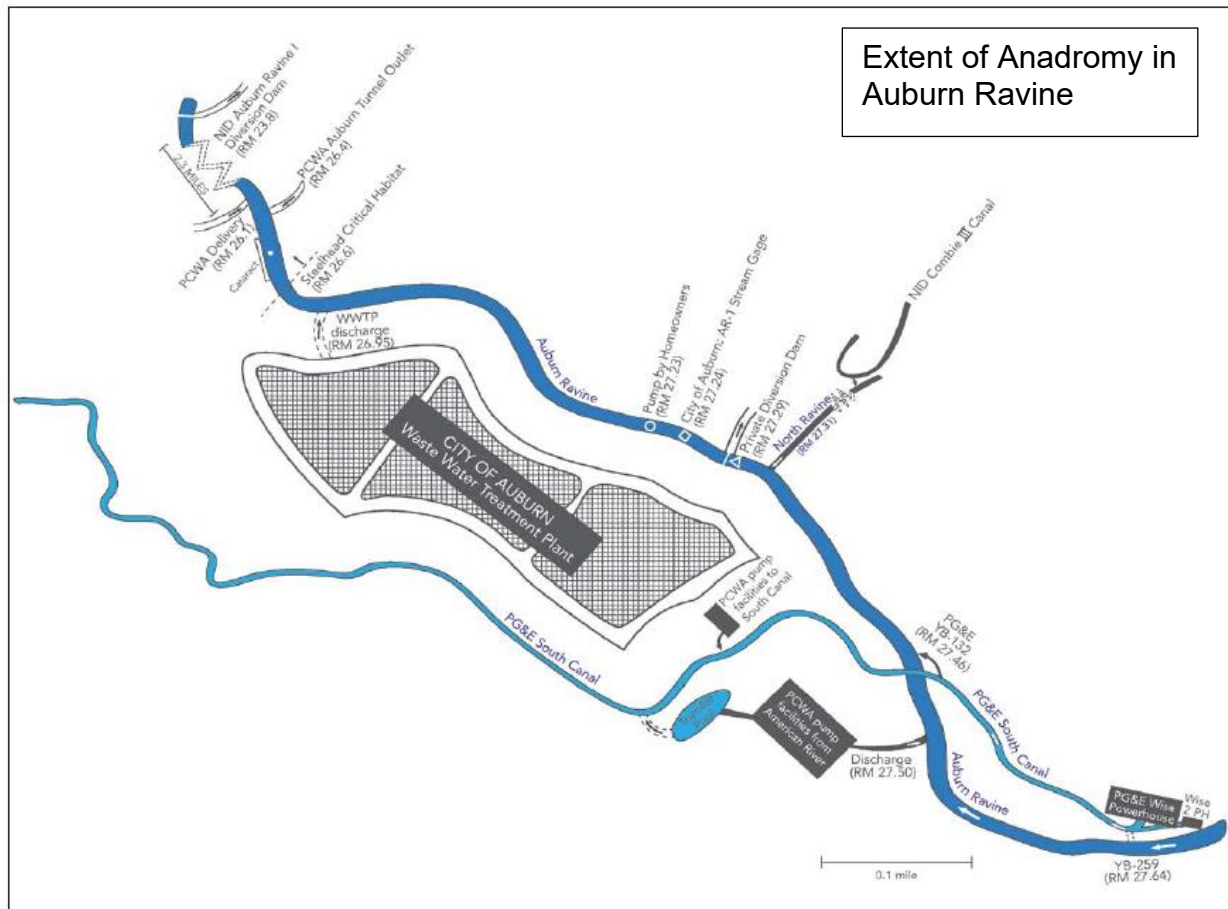 Extent of Anadromy in
Auburn Ravine
NID Auburn Ravine I
Diversion Dam
(RM 23.8)
PCWA Auburn Tunnel Outlet
(RM 26.4)
2.3 MILES
PCWA Delivery
(RM 26.1)
Cataract
Steelhead Critical Habitat
(RM 26.6)
WWTP
discharge
(RM 26.95)
Auburn Ravine
Pump by Homeowners
(RM 27.23)
City of Auburn: AR-1 Stream Gage
(RM 27.24)
Private Diversion Dam
(RM 27.29)
North Ravine
(RM 27.31)
NID Combie III Canal
CITY OF AUBURN
Waste Water Treatment Plant
PCWA pump
facilities to
South Canal
PG&E South Canal
PG&E
YB-132
(RM 27.46)
PCWA pump
facilities from
American River
Discharge
(RM 27.50)
PG&E South Canal
Auburn Ravine
PG&E Wise
Powerhouse
Wise
2 PH
YB-259
(RM 27.64)
0.1 mile